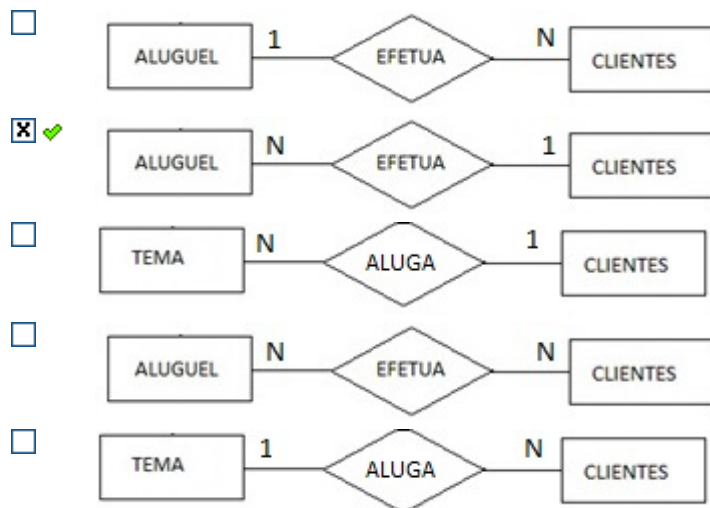 ALUGUEL 1 EFETUA N CLIENTES
X ALUGUEL N EFETUA 1 CLIENTES
TEMA N ALUGA 1 CLIENTES
ALUGUEL N EFETUA N CLIENTES
TEMA 1 ALUGA N CLIENTES